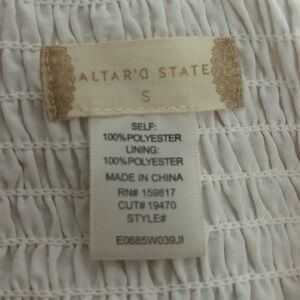 ALTAR'D STATE
S
SELF:
100%POLYESTER
LINING:
100%POLYESTER
MADE IN CHINA
RN# 159817
CUT# 19470
STYLE#
E0685W039JI